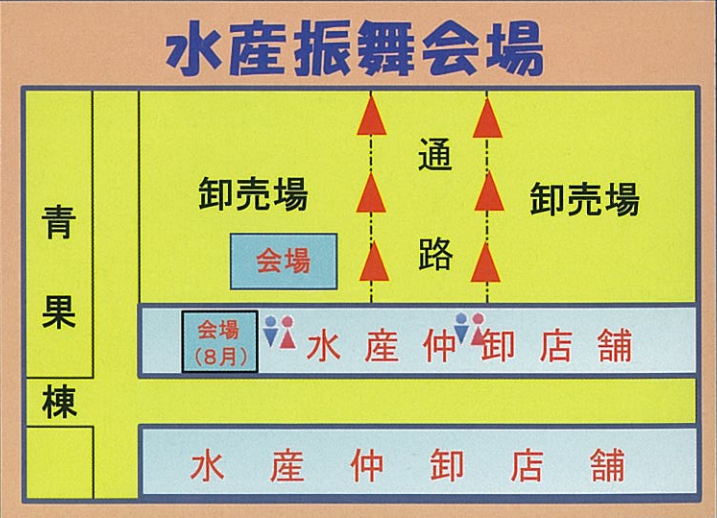 水産振舞会場
青果棟
卸売場
通路
卸売場
会場
会場
（8月）
水産仲卸店舗
水産仲卸店舗